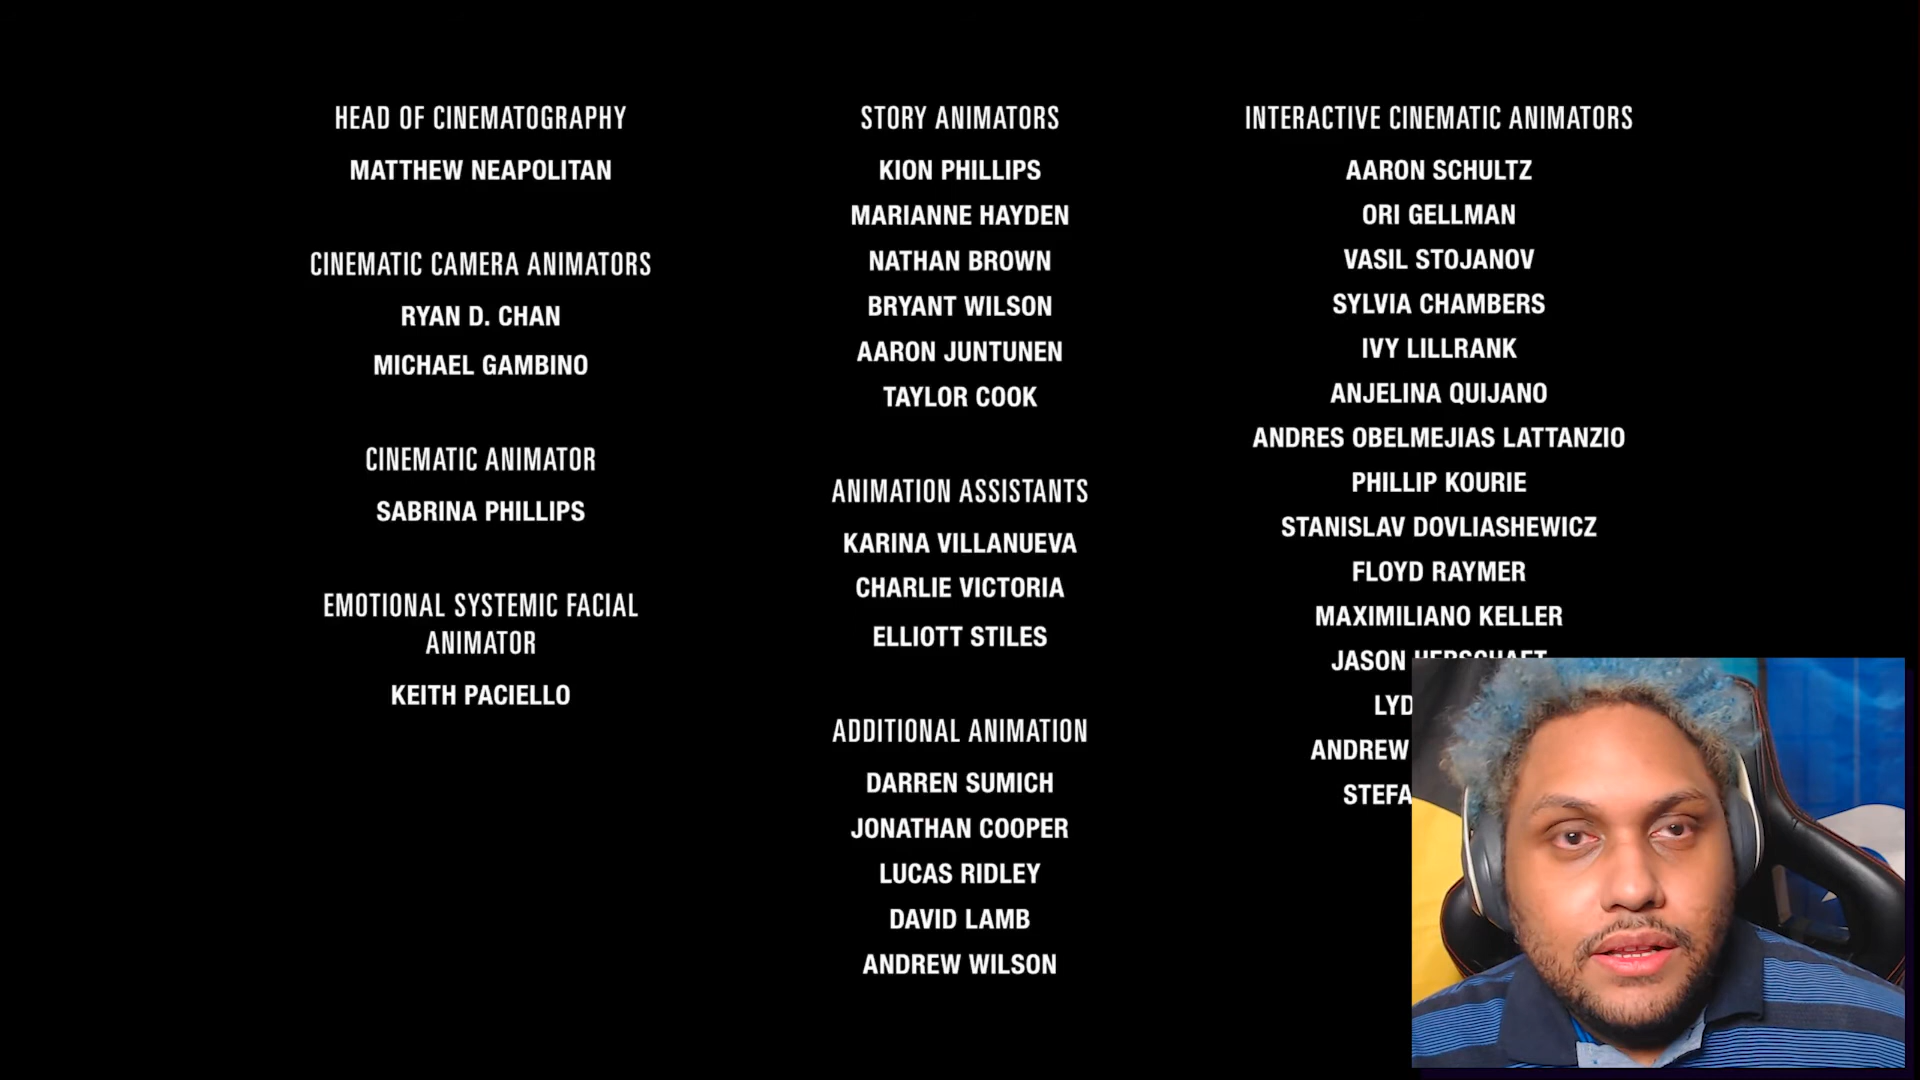 HEAD OF CINEMATOGRAPHY
MATTHEW NEAPOLITAN
CINEMATIC CAMERA ANIMATORS
RYAN D. CHAN
MICHAEL GAMBINO
CINEMATIC ANIMATOR
SABRINA PHILLIPS
EMOTIONAL SYSTEMIC FACIAL
ANIMATOR
KEITH PACIELLO
STORY ANIMATORS
KION PHILLIPS
MARIANNE HAYDEN
NATHAN BROWN
BRYANT WILSON
AARON JUNTUNEN
TAYLOR COOK
ANIMATION ASSISTANTS
KARINA VILLANUEVA
CHARLIE VICTORIA
ELLIOTT STILES
ADDITIONAL ANIMATION
DARREN SUMICH
JONATHAN COOPER
LUCAS RIDLEY
DAVID LAMB
ANDREW WILSON
INTERACTIVE CINEMATIC ANIMATORS
AARON SCHULTZ
ORI GELLMAN
VASIL STOJANOV
SYLVIA CHAMBERS
IVY LILLRANK
ANJELINA QUIJANO
ANDRES OBELMEJIAS LATTANZIO
PHILLIP KOURIE
STANISLAV DOVLIASHEWICZ
FLOYD RAYMER
MAXIMILIANO KELLER
JASON
ANDREW